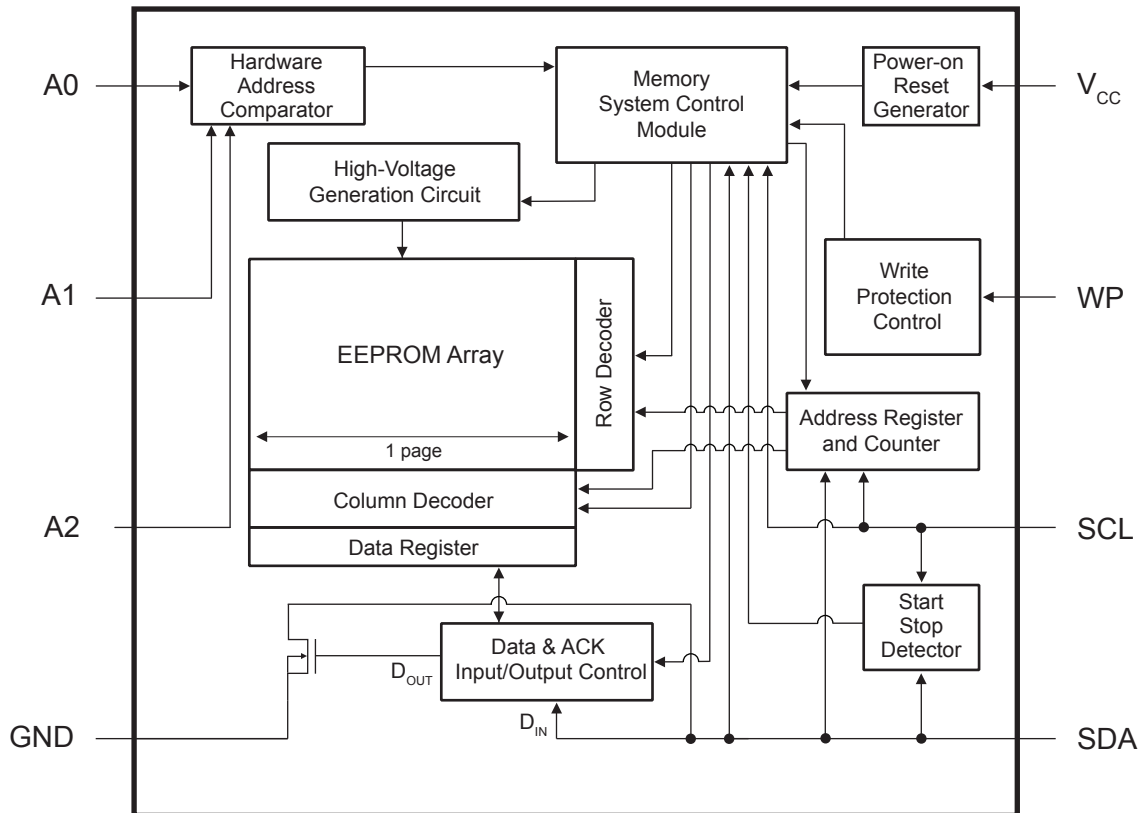 A0
Hardware
Address
Comparator
Memory
System Control
Module
Power-on
Reset
Generator
VCC
High-Voltage
Generation Circuit
A1
EEPROM Array
1 page
Row Decoder
Write
Protection
Control
WP
Address Register
and Counter
Column Decoder
A2
Data Register
SCL
Start
Stop
Detector
Data & ACK
Input/Output Control
DOUT
DIN
GND
SDA